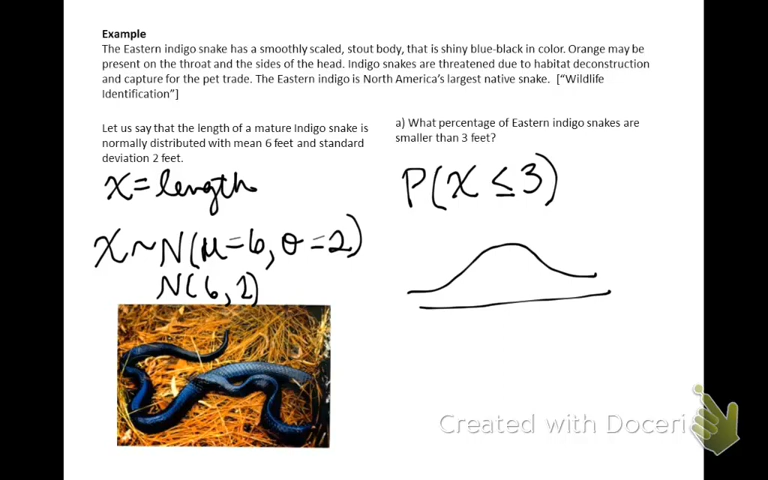 Example
The Eastern indigo snake has a smoothly scaled, stout body, that is shiny blue-black in color. Orange may be
present on the throat and the sides of the head. Indigo snakes are threatened due to habitat deconstruction
and capture for the pet trade. The Eastern indigo is North America's largest native snake. ["Wildlife
Identification"]
Let us say that the length of a mature Indigo snake is
normally distributed with mean 6 feet and standard
deviation 2 feet.
x = length
X ~ N(μ = 6, σ = 2)
N(6, 2)
a) What percentage of Eastern indigo snakes are
smaller than 3 feet?
P(X ≤ 3)
Created with Doceri